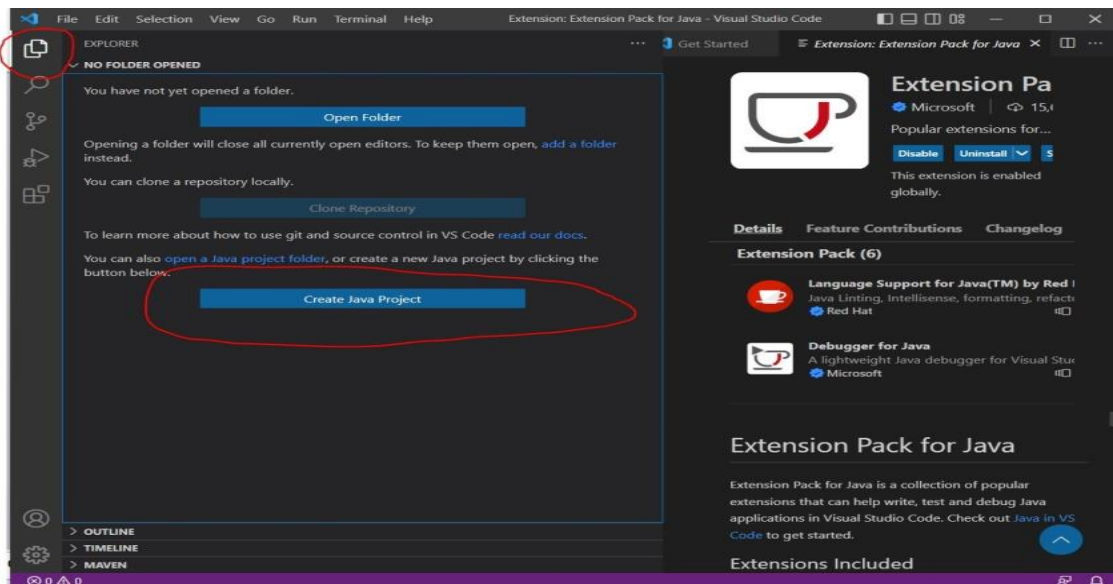 File Edit Selection View Go Run Terminal Help
Extension: Extension Pack for Java - Visual Studio Code
EXPLORER
NO FOLDER OPENED
You have not yet opened a folder.
Open Folder
Opening a folder will close all currently open editors. To keep them open, add a folder
instead.
You can clone a repository locally.
Clone Repository
To learn more about how to use git and source control in VS Code read our docs.
You can also open a Java project folder, or create a new Java project by clicking the
button below.
Create Java Project
OUTLINE
TIMELINE
MAVEN
0 0
Get Started
Extension: Extension Pack for Java
Extension Pa
Microsoft 15,
Popular extensions for...
Disable Uninstall S
This extension is enabled
globally.
Details Feature Contributions Changelog
Extension Pack (6)
Language Support for Java(TM) by Red
Java Linting, Intellisense, formatting, refact
Red Hat
Debugger for Java
A lightweight Java debugger for Visual Stu
Microsoft
Extension Pack for Java
Extension Pack for Java is a collection of popular
extensions that can help write, test and debug Java
applications in Visual Studio Code. Check out Java in VS
Code to get started.
Extensions Included